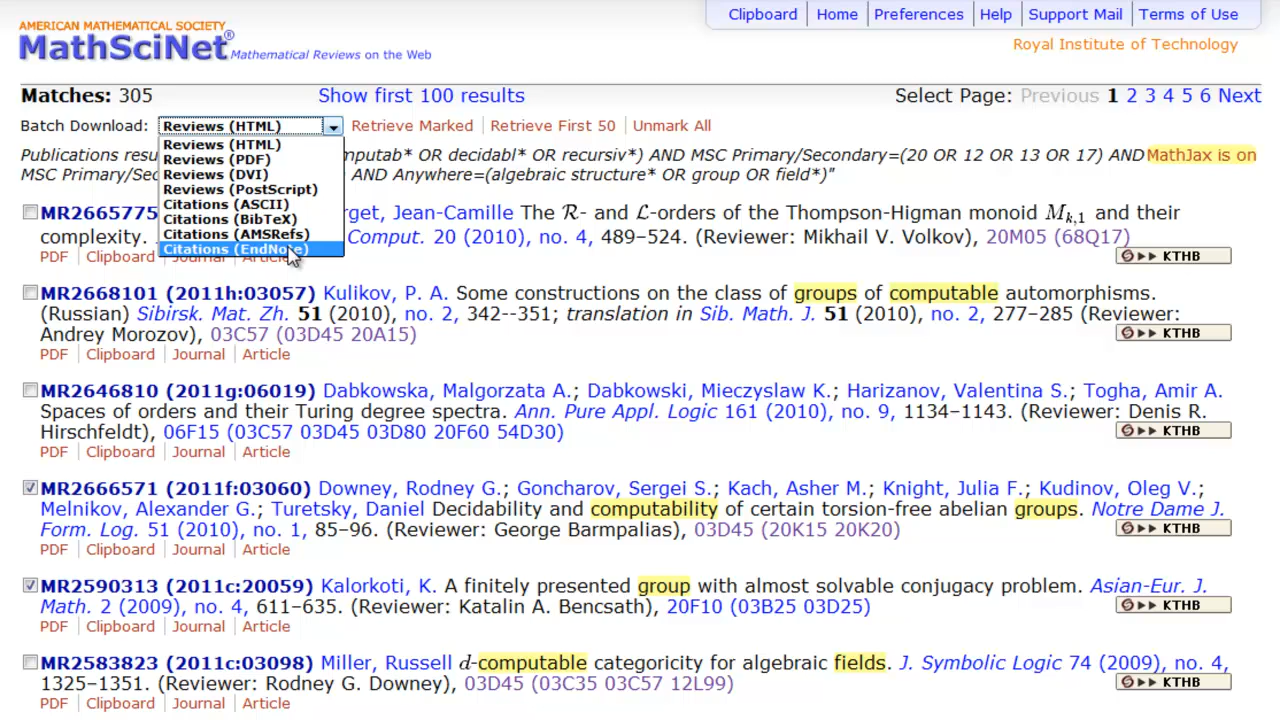 Clipboard Home Preferences Help Support Mail Terms of Use
AMERICAN MATHEMATICAL SOCIETY
MathSciNet® Mathematical Reviews on the Web
Royal Institute of Technology
Matches: 305 Show first 100 results Select Page: Previous 1 2 3 4 5 6 Next
Batch Download: Reviews (HTML) Retrieve Marked Retrieve First 50 Unmark All
Reviews (HTML)
Reviews (PDF)
Reviews (DVI)
Reviews (PostScript)
Citations (ASCII)
Citations (BibTeX)
Citations (AMSRefs)
Citations (EndNote)
Publications resu mputab* OR decidabl* OR recursiv*) AND MSC Primary/Secondary=(20 OR 12 OR 13 OR 17) AND MathJax is on
MSC Primary/Sec AND Anywhere=(algebraic structure* OR group OR field*)"
MR2665775 rget, Jean-Camille The R- and L-orders of the Thompson-Higman monoid M_{k,1} and their
complexity. Comput. 20 (2010), no. 4, 489–524. (Reviewer: Mikhail V. Volkov), 20M05 (68Q17)
PDF Clipboard Journal Article KTHB
MR2668101 (2011h:03057) Kulikov, P. A. Some constructions on the class of groups of computable automorphisms.
(Russian) Sibirsk. Mat. Zh. 51 (2010), no. 2, 342--351; translation in Sib. Math. J. 51 (2010), no. 2, 277–285 (Reviewer:
Andrey Morozov), 03C57 (03D45 20A15) KTHB
PDF Clipboard Journal Article
MR2646810 (2011g:06019) Dabkowska, Malgorzata A.; Dabkowski, Mieczyslaw K.; Harizanov, Valentina S.; Togha, Amir A.
Spaces of orders and their Turing degree spectra. Ann. Pure Appl. Logic 161 (2010), no. 9, 1134–1143. (Reviewer: Denis R.
Hirschfeldt), 06F15 (03C57 03D45 03D80 20F60 54D30) KTHB
PDF Clipboard Journal Article
MR2666571 (2011f:03060) Downey, Rodney G.; Goncharov, Sergei S.; Kach, Asher M.; Knight, Julia F.; Kudinov, Oleg V.;
Melnikov, Alexander G.; Turetsky, Daniel Decidability and computability of certain torsion-free abelian groups. Notre Dame J.
Form. Log. 51 (2010), no. 1, 85–96. (Reviewer: George Barmpalias), 03D45 (20K15 20K20) KTHB
PDF Clipboard Journal Article
MR2590313 (2011c:20059) Kalorkoti, K. A finitely presented group with almost solvable conjugacy problem. Asian-Eur. J.
Math. 2 (2009), no. 4, 611–635. (Reviewer: Katalin A. Bencsath), 20F10 (03B25 03D25) KTHB
PDF Clipboard Journal Article
MR2583823 (2011c:03098) Miller, Russell d-computable categoricity for algebraic fields. J. Symbolic Logic 74 (2009), no. 4,
1325–1351. (Reviewer: Rodney G. Downey), 03D45 (03C35 03C57 12L99) KTHB
PDF Clipboard Journal Article